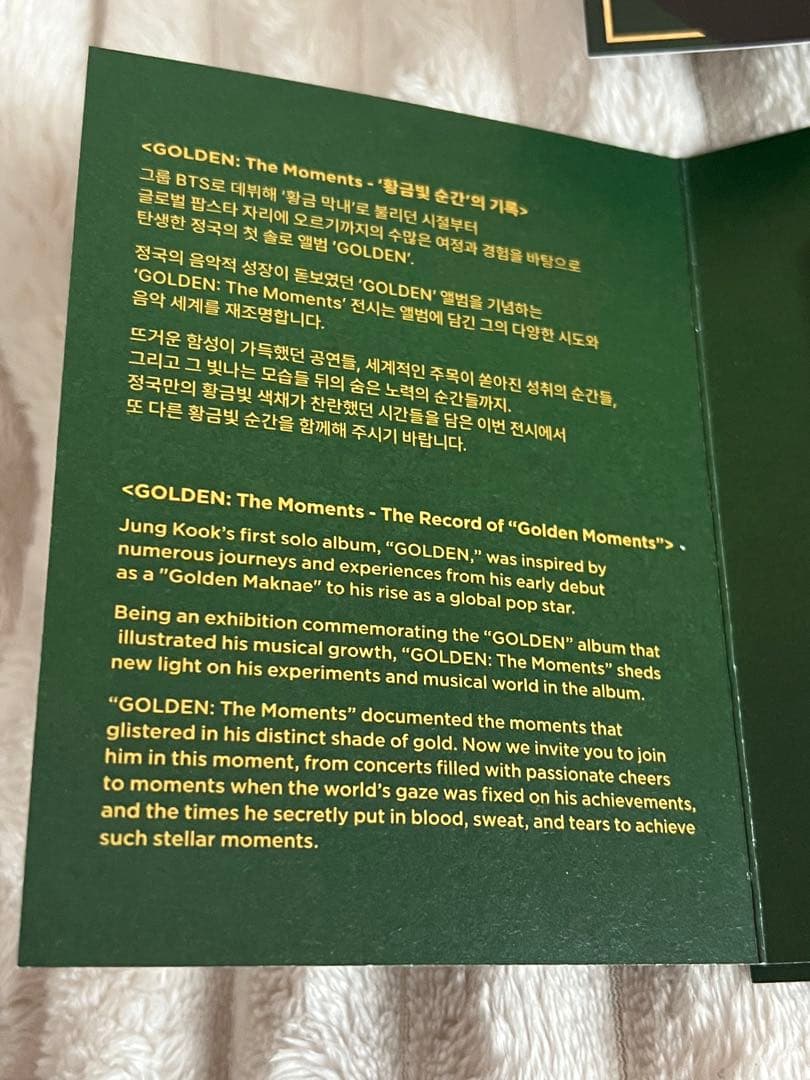 <GOLDEN: The Moments - ‘황금빛 순간’의 기록>
그룹 BTS로 데뷔해 ‘황금 막내’로 불리던 시절부터
글로벌 팝스타 자리에 오르기까지의 수많은 여정과 경험을 바탕으로
탄생한 정국의 첫 솔로 앨범 ‘GOLDEN’.
정국의 음악적 성장이 돋보였던 ‘GOLDEN’ 앨범을 기념하는
‘GOLDEN: The Moments’ 전시는 앨범에 담긴 그의 다양한 시도와
음악 세계를 재조명합니다.
뜨거운 함성이 가득했던 공연들, 세계적인 주목이 쏟아진 성취의 순간들,
그리고 그 빛나는 모습들 뒤의 숨은 노력의 순간들까지.
정국만의 황금빛 색채가 찬란했던 시간들을 담은 이번 전시에서
또 다른 황금빛 순간을 함께해 주시기 바랍니다.
<GOLDEN: The Moments - The Record of “Golden Moments”>
Jung Kook’s first solo album, “GOLDEN,” was inspired by
numerous journeys and experiences from his early debut
as a "Golden Maknae" to his rise as a global pop star.
Being an exhibition commemorating the “GOLDEN” album that
illustrated his musical growth, “GOLDEN: The Moments” sheds
new light on his experiments and musical world in the album.
“GOLDEN: The Moments” documented the moments that
glistered in his distinct shade of gold. Now we invite you to join
him in this moment, from concerts filled with passionate cheers
to moments when the world’s gaze was fixed on his achievements,
and the times he secretly put in blood, sweat, and tears to achieve
such stellar moments.